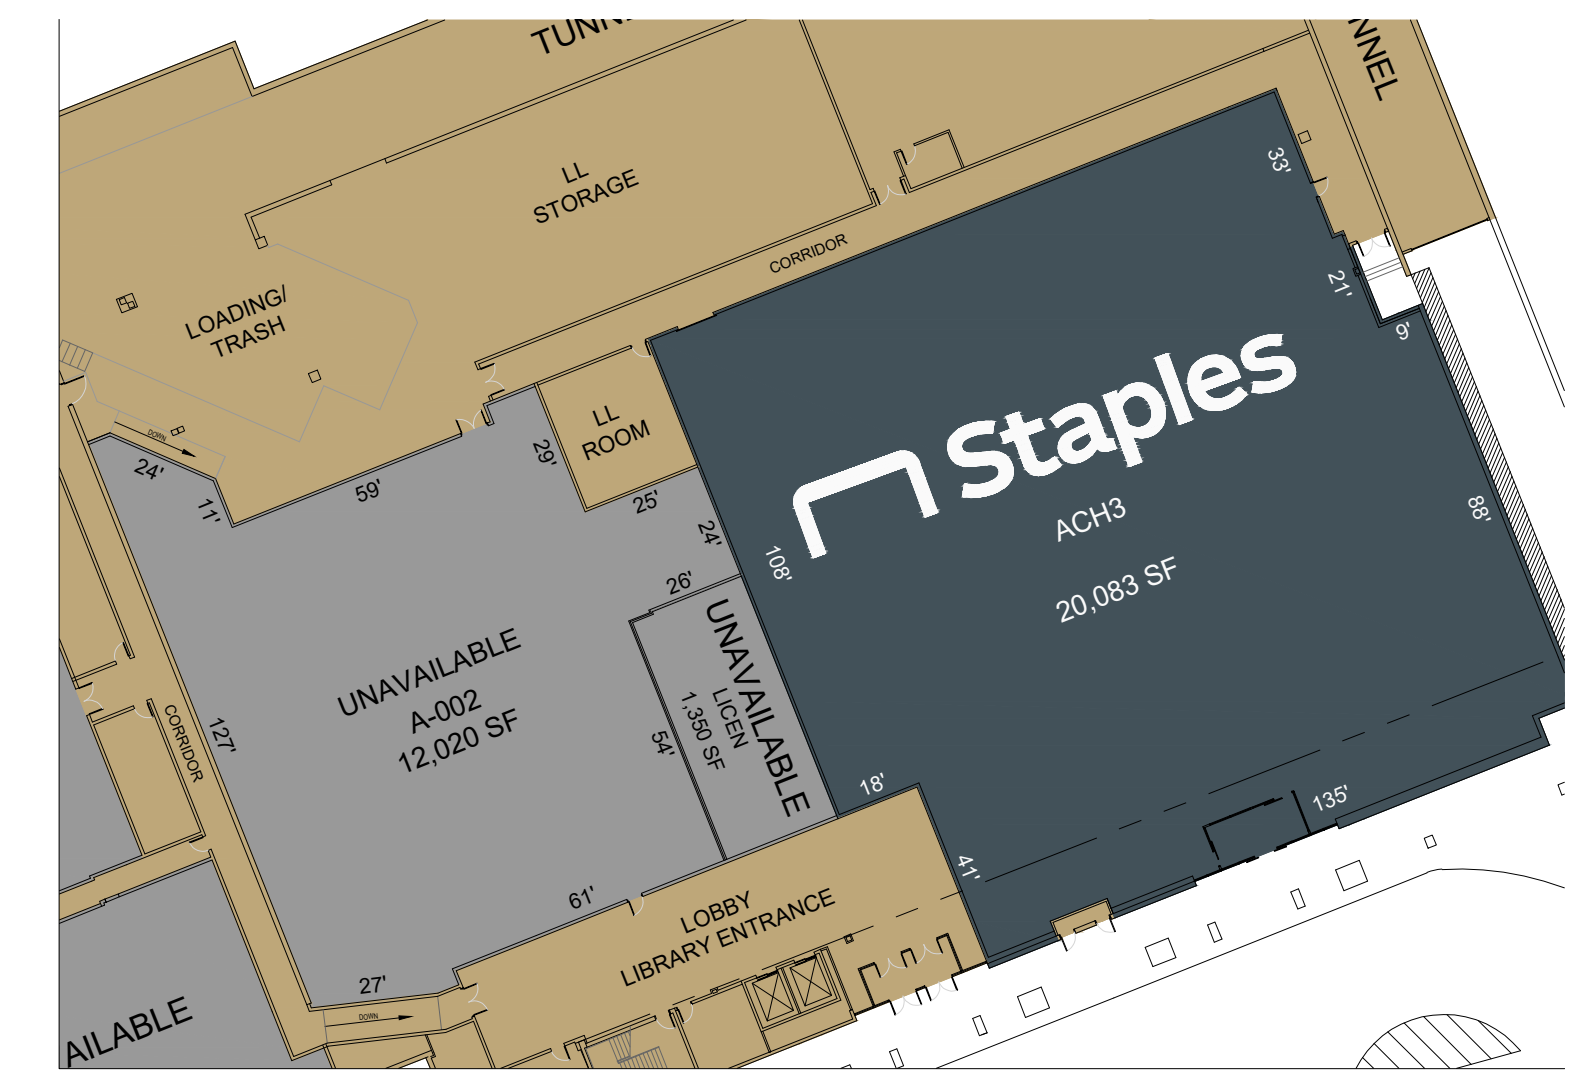 TUNN
NNEL
LL
STORAGE
33'
CORRIDOR
LOADING/
TRASH
21'
9'
Staples
LL
ROOM
DOWN
24'
11'
59'
29'
25'
24'
108'
ACH3
20,083 SF
88'
26'
UNAVAILABLE
A-002
12,020 SF
UNAVAILABLE
LICEN
1,350 SF
54'
CORRIDOR
127'
18'
135'
41'
61'
LOBBY
LIBRARY ENTRANCE
27'
DOWN
AILABLE